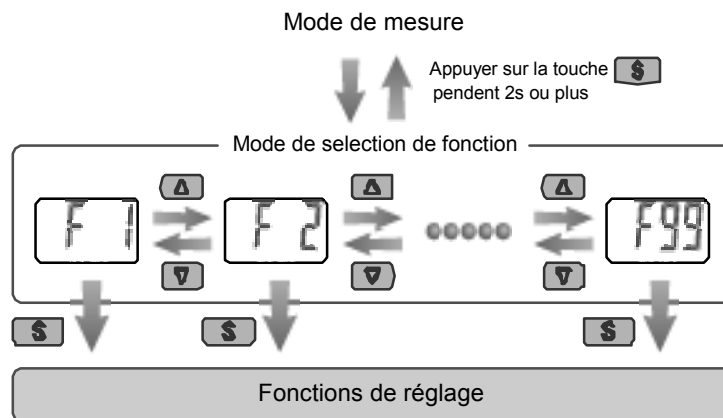 Mode de mesure
Appuyer sur la touche S
pendent 2s ou plus
Mode de selection de fonction
F 1
F 2
F99
S
S
S
Fonctions de réglage